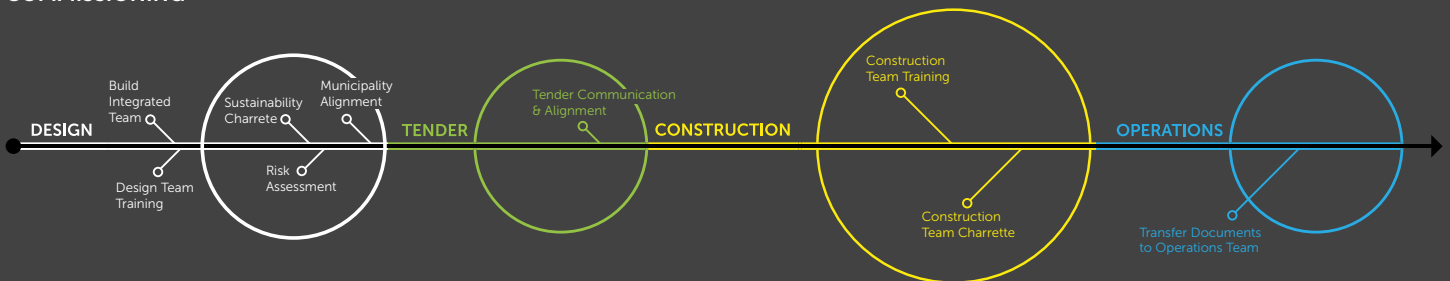 COMMISSIONING
Build
Integrated
Team
DESIGN
Design Team
Training
Sustainability
Charrete
Municipality
Alignment
Risk
Assessment
TENDER
Tender Communication
& Alignment
CONSTRUCTION
Construction
Team Training
Construction
Team Charrette
OPERATIONS
Transfer Documents
to Operations Team